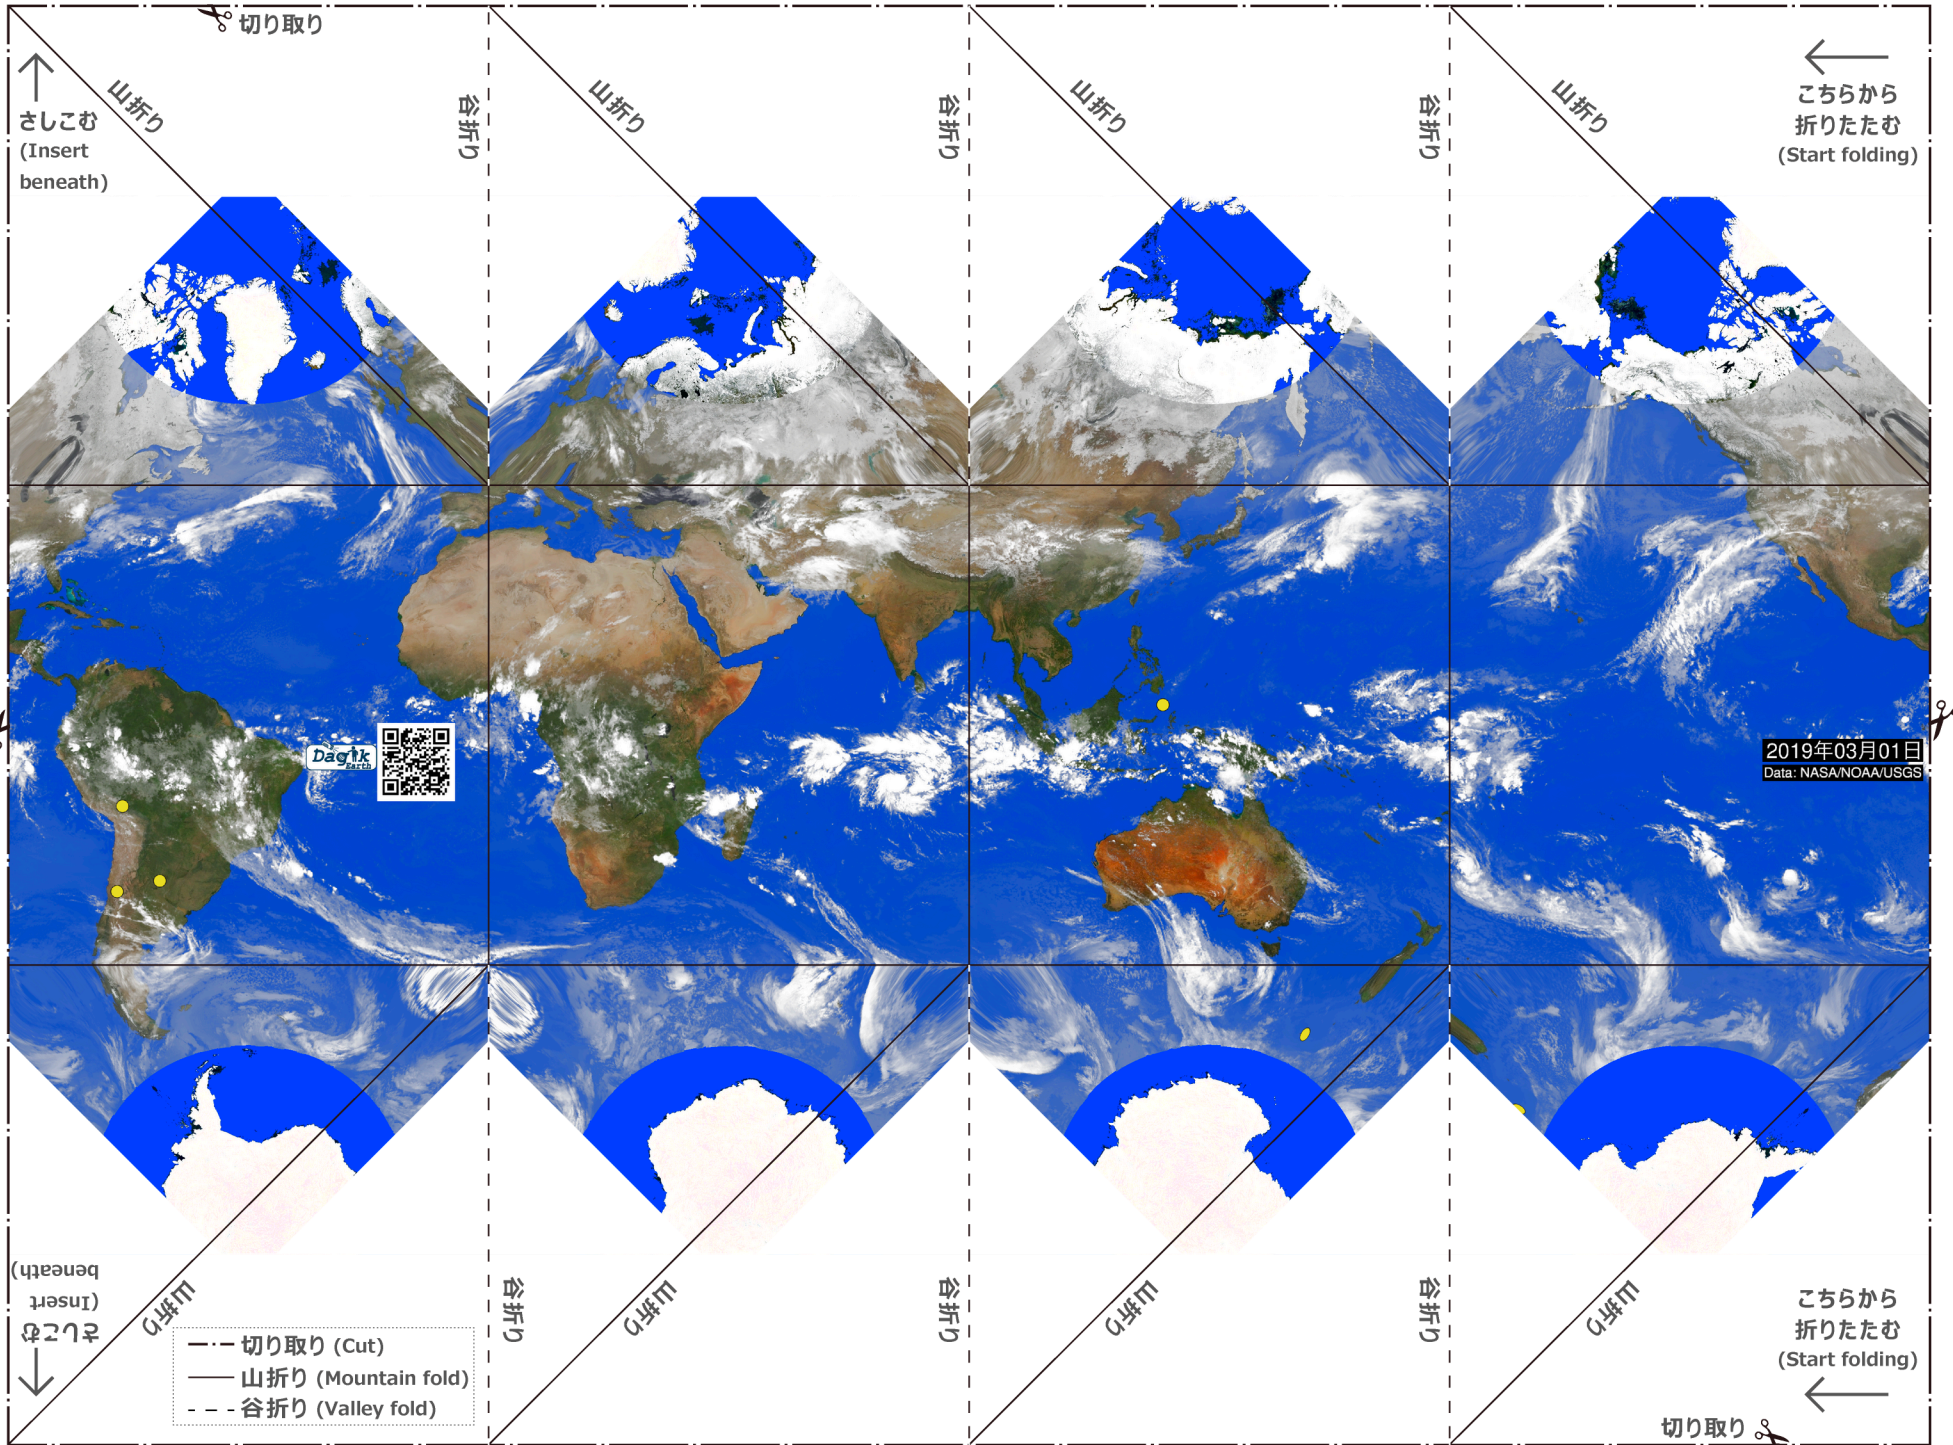 切り取り
山折り
谷折り
山折り
谷折り
山折り
谷折り
山折り
さしこむ
(Insert
beneath)
こちらから
折りたたむ
(Start folding)
Dagik
Earth
2019年03月01日
Data: NASA/NOAA/USGS
さしこむ
(Insert
beneath)
山折り
谷折り
山折り
谷折り
山折り
谷折り
山折り
こちらから
折りたたむ
(Start folding)
切り取り (Cut)
山折り (Mountain fold)
谷折り (Valley fold)
切り取り